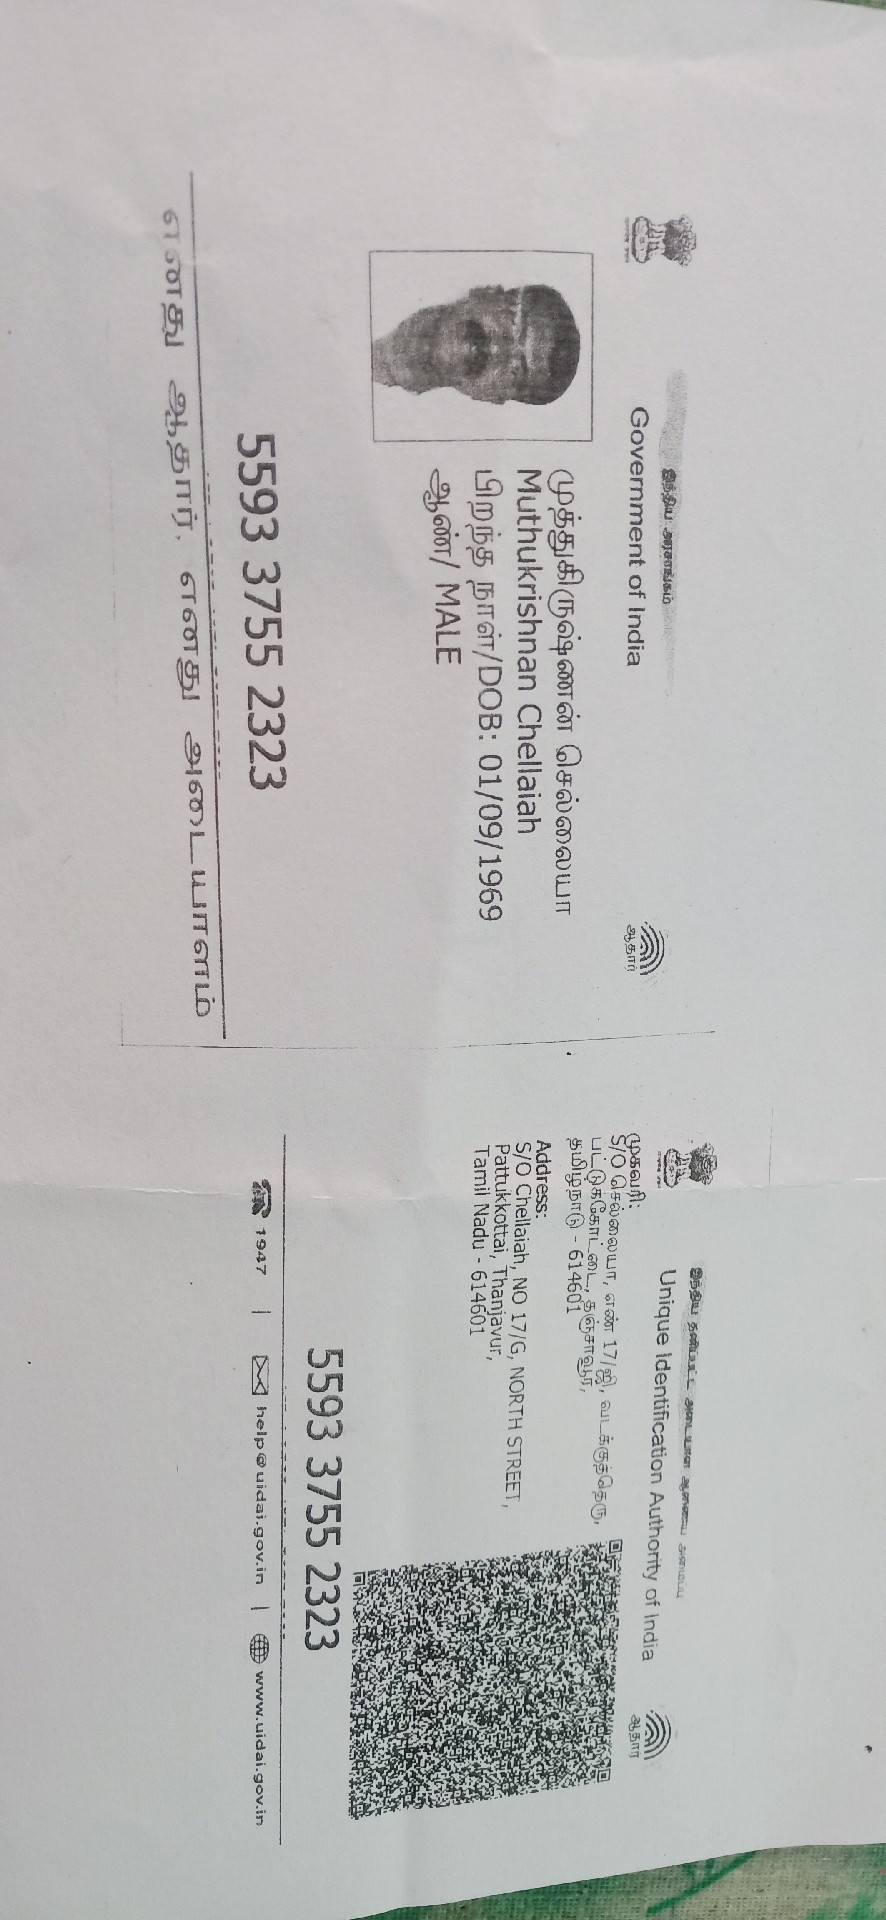 இந்திய அரசாங்கம்
Government of India
ஆதார்
முத்துகிருஷ்ணன் செல்லையா
Muthukrishnan Chellaiah
பிறந்த நாள்/DOB: 01/09/1969
ஆண்/ MALE
5593 3755 2323
எனது ஆதார், எனது அடையாளம்
Unique Identification Authority of India
ஆதார்
முகவரி:
S/O செல்லையா, எண் 17/ஜி, வடக்குத்தெரு,
பட்டுக்கோட்டை, தஞ்சாவூர்,
தமிழ்நாடு - 614601
Address:
S/O Chellaiah, NO 17/G, NORTH STREET,
Pattukkottai, Thanjavur,
Tamil Nadu - 614601
5593 3755 2323
1947 | help@uidai.gov.in | www.uidai.gov.in